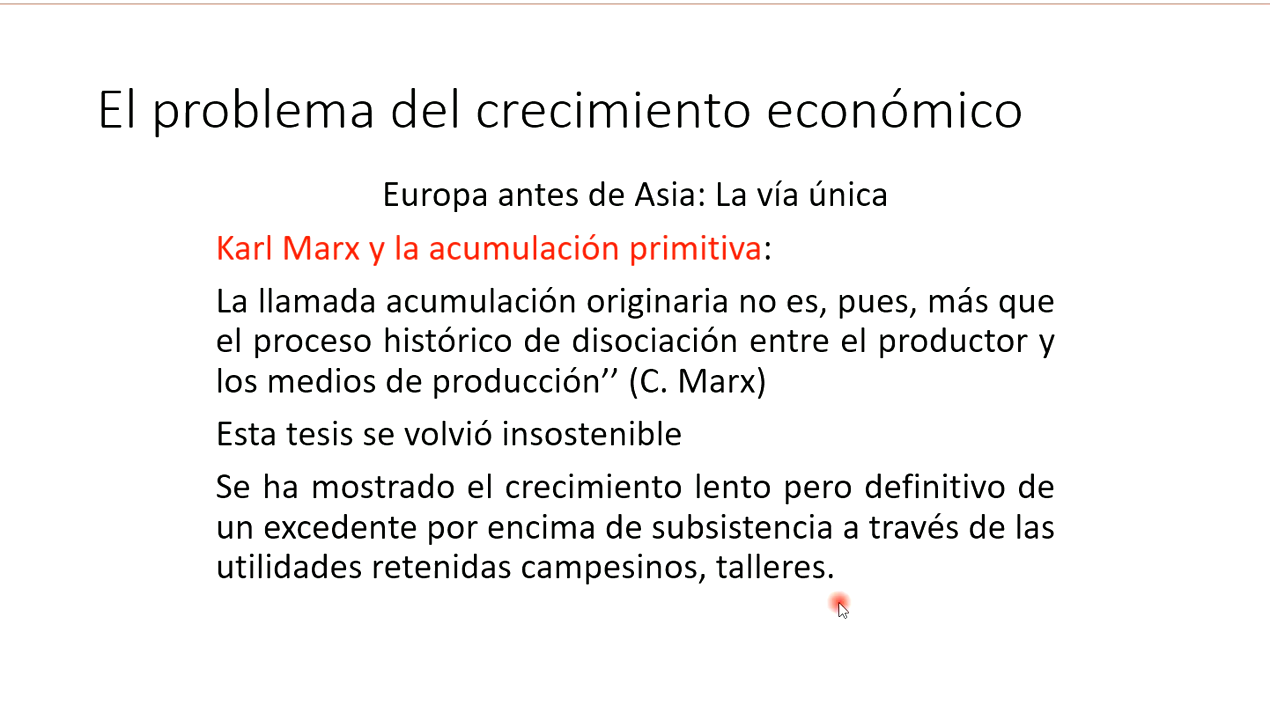 El problema del crecimiento económico
Europa antes de Asia: La vía única
Karl Marx y la acumulación primitiva:
La llamada acumulación originaria no es, pues, más que
el proceso histórico de disociación entre el productor y
los medios de producción’’ (C. Marx)
Esta tesis se volvió insostenible
Se ha mostrado el crecimiento lento pero definitivo de
un excedente por encima de subsistencia a través de las
utilidades retenidas campesinos, talleres.